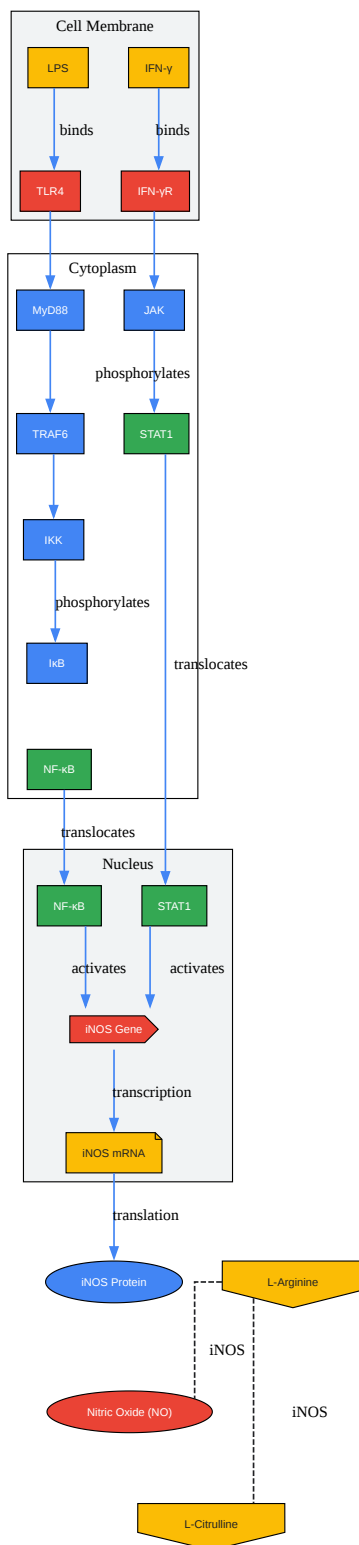 Cell Membrane
LPS
IFN-γ
binds
binds
TLR4
IFN-γR
Cytoplasm
MyD88
JAK
phosphorylates
TRAF6
STAT1
IKK
phosphorylates
IκB
translocates
NF-κB
translocates
Nucleus
NF-κB
STAT1
activates
activates
iNOS Gene
transcription
iNOS mRNA
translation
iNOS Protein
L-Arginine
iNOS
Nitric Oxide (NO)
iNOS
L-Citrulline